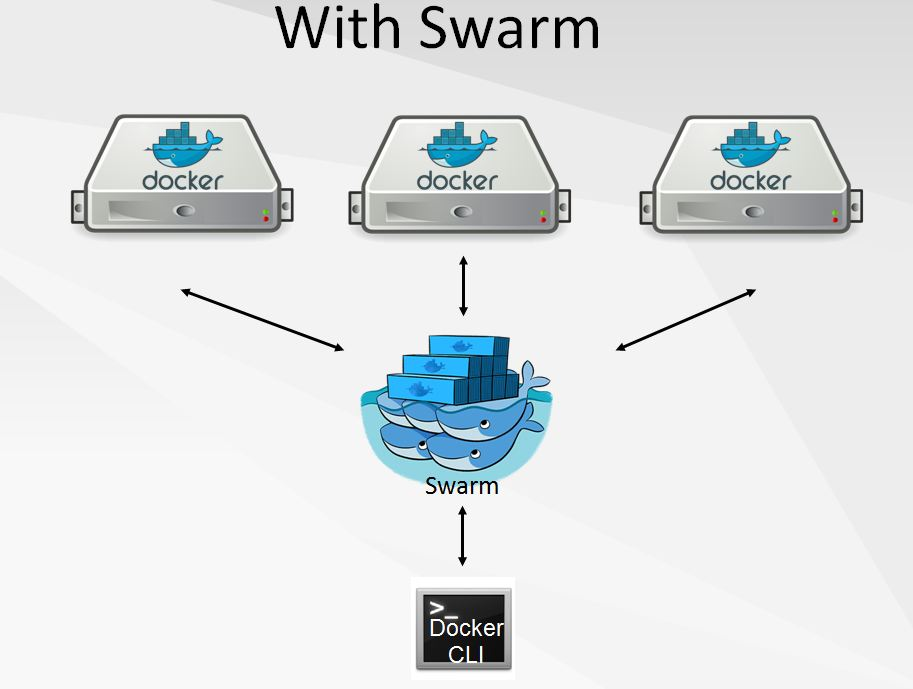 With Swarm
docker
docker
docker
Swarm
>_
Docker
CLI